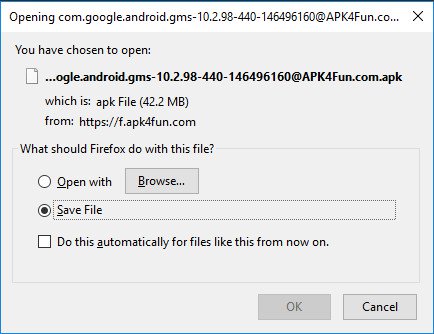 Opening com.google.android.gms-10.2.98-440-146496160@APK4Fun.co...
You have chosen to open:
...ogle.android.gms-10.2.98-440-146496160@APK4Fun.com.apk
which is: apk File (42.2 MB)
from: https://f.apk4fun.com
What should Firefox do with this file?
Open with
Browse...
Save File
Do this automatically for files like this from now on.
OK
Cancel